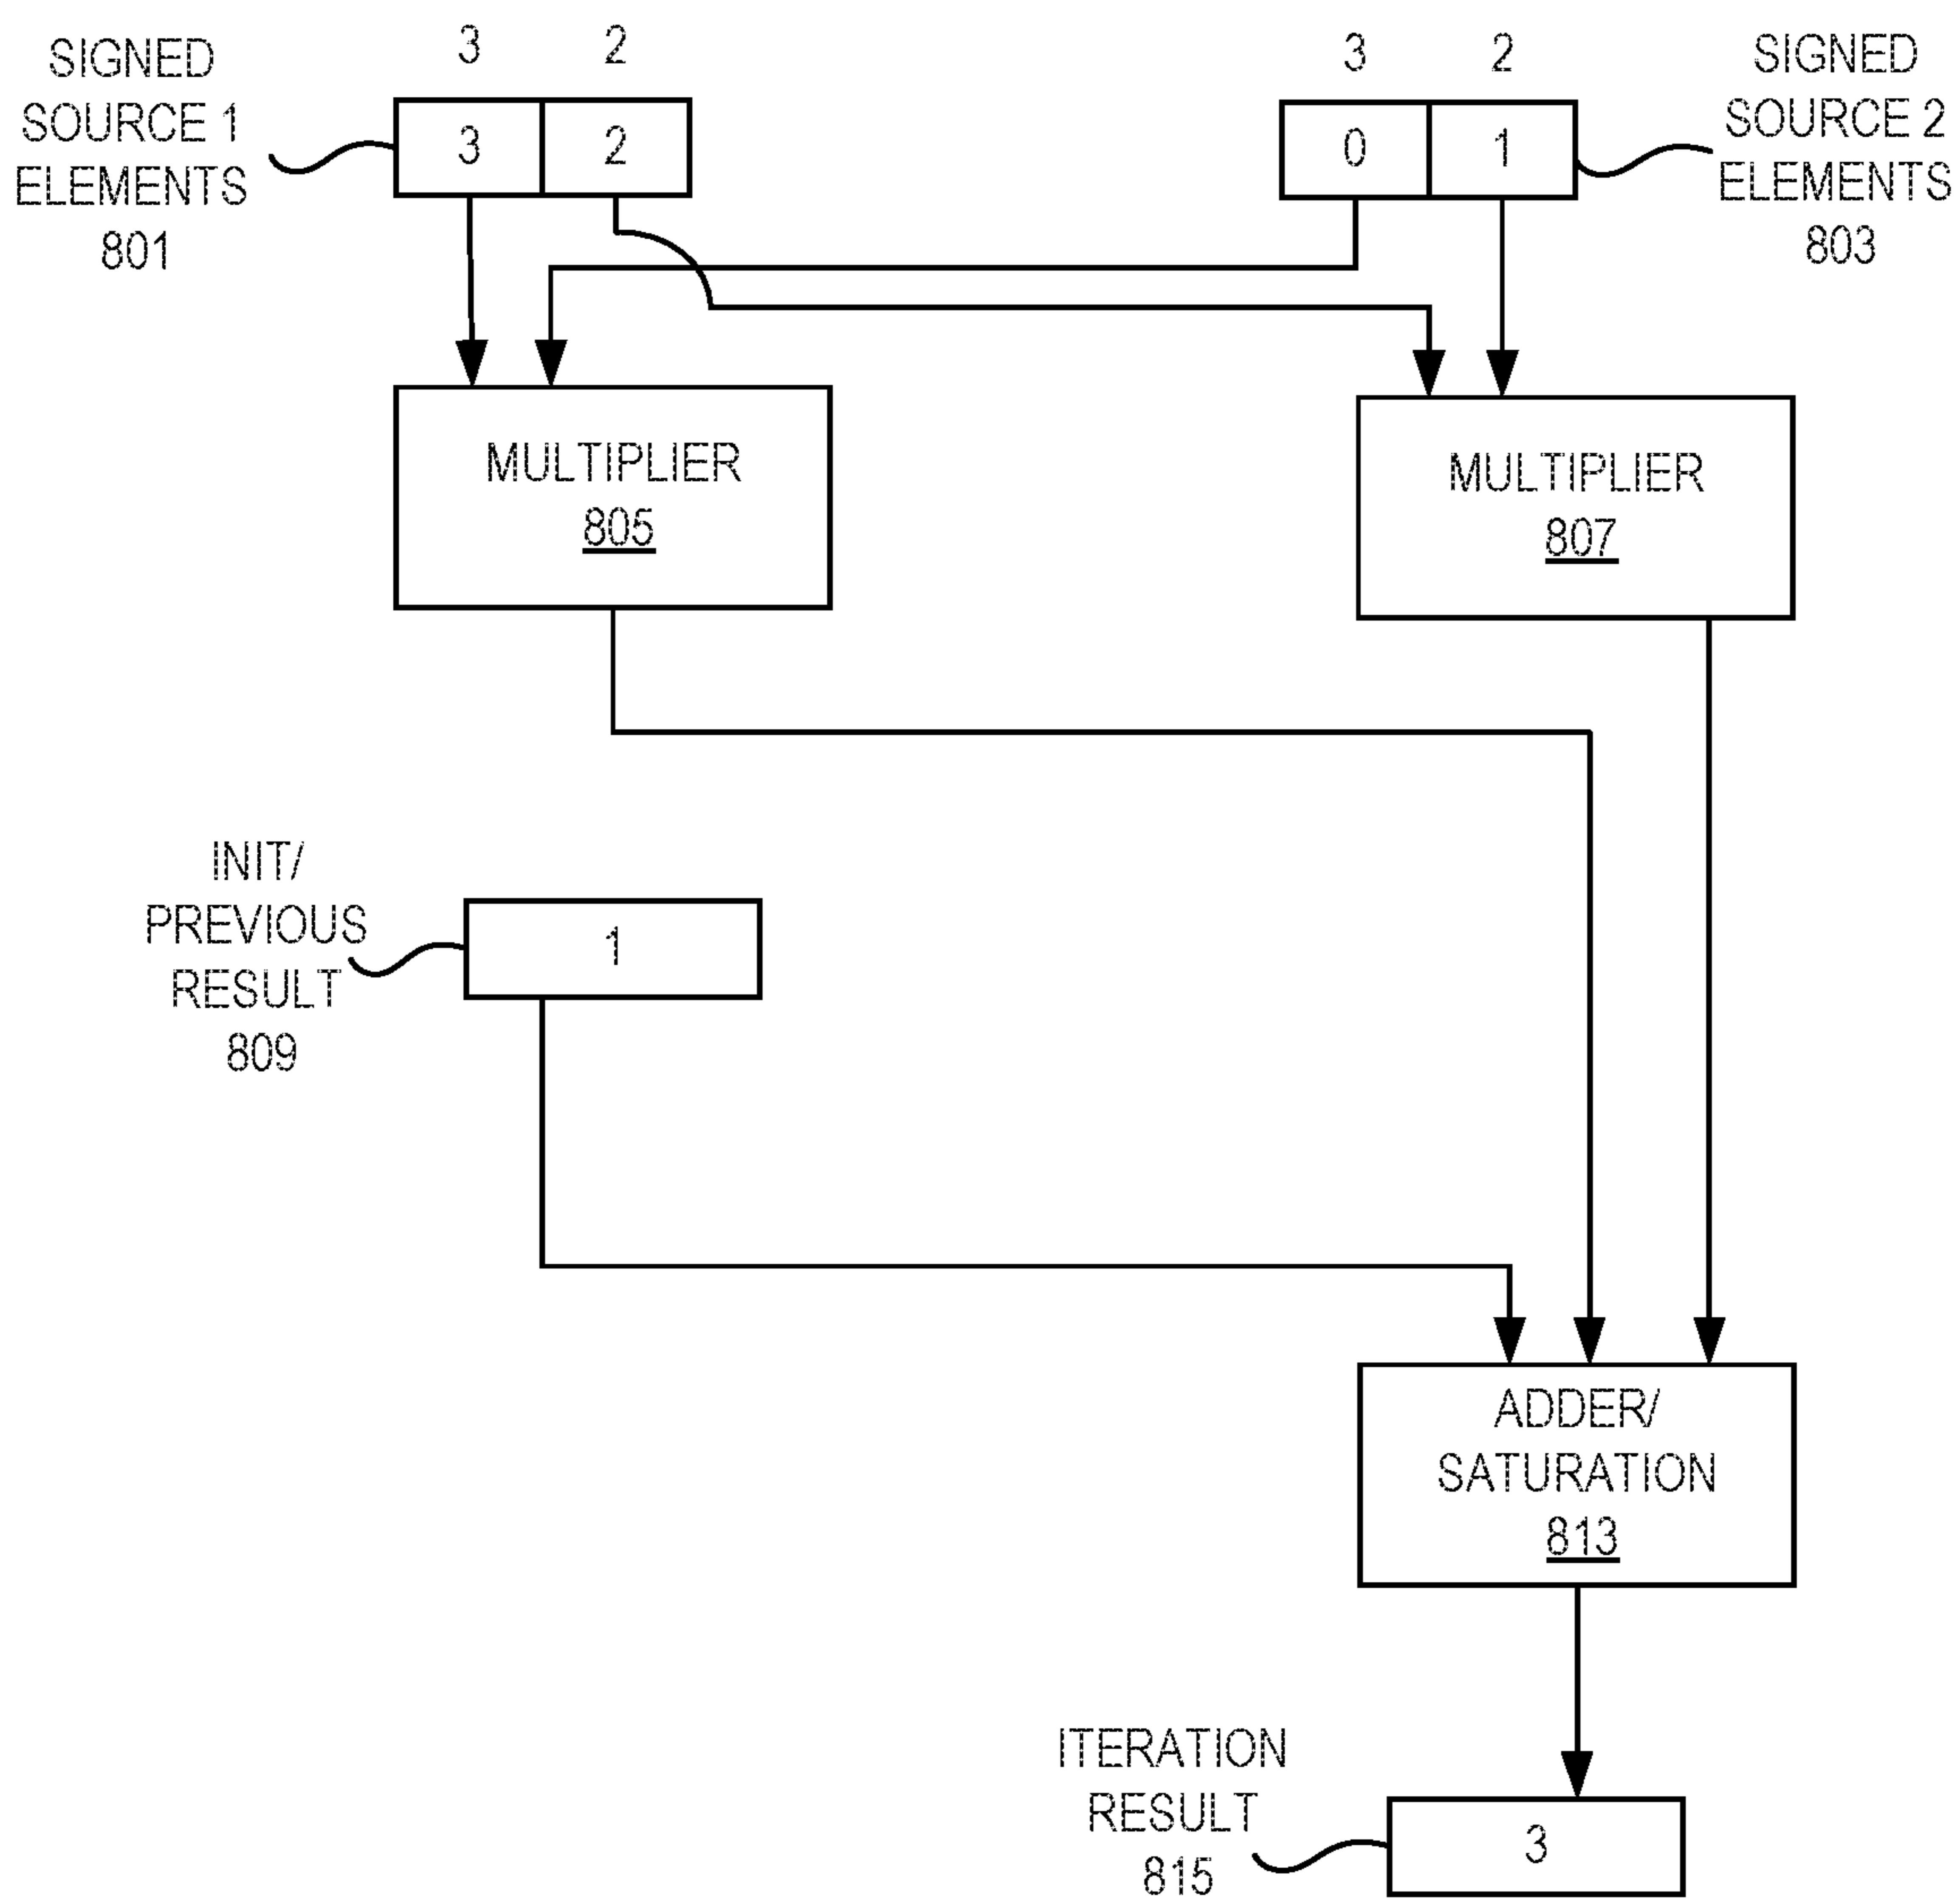 SIGNED
SOURCE 1
ELEMENTS
801
3 2
3 2
3 2
0 1
SIGNED
SOURCE 2
ELEMENTS
803
MULTIPLIER
805
MULTIPLIER
807
INIT/
PREVIOUS
RESULT
809
1
ADDER/
SATURATION
813
ITERATION
RESULT
815
3